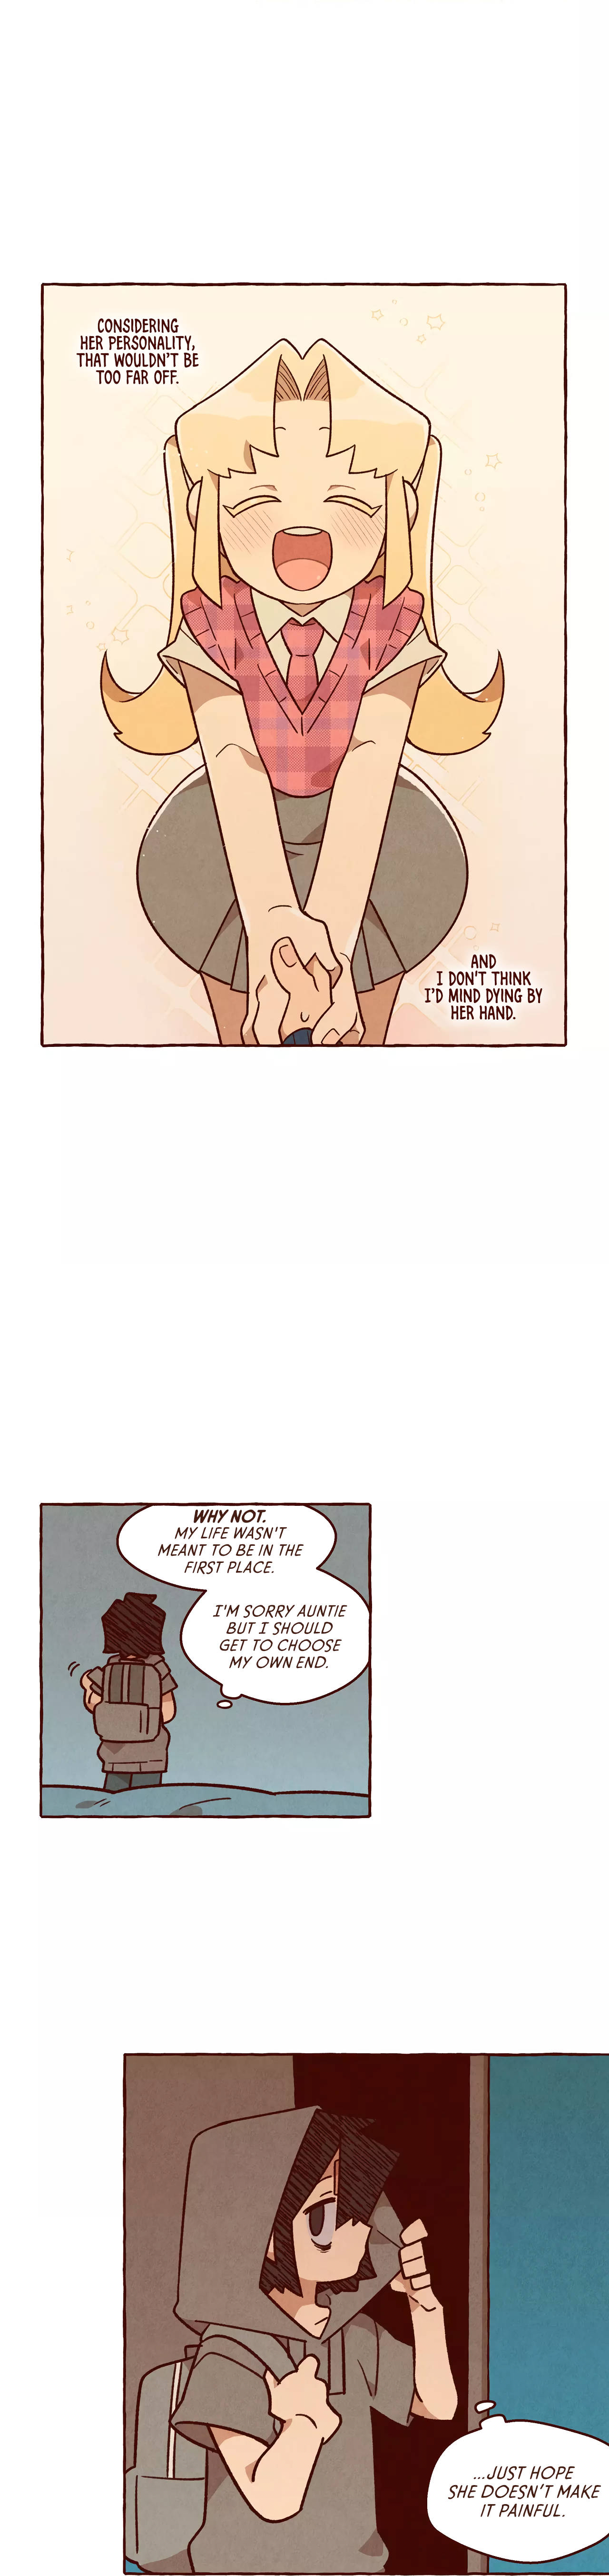 CONSIDERING
HER PERSONALITY,
THAT WOULDN'T BE
TOO FAR OFF.
AND
I DON'T THINK
I'D MIND DYING BY
HER HAND.
WHY NOT.
MY LIFE WASN'T
MEANT TO BE IN THE
FIRST PLACE.
I'M SORRY AUNTIE
BUT I SHOULD
GET TO CHOOSE
MY OWN END.
...JUST HOPE
SHE DOESN'T MAKE
IT PAINFUL.